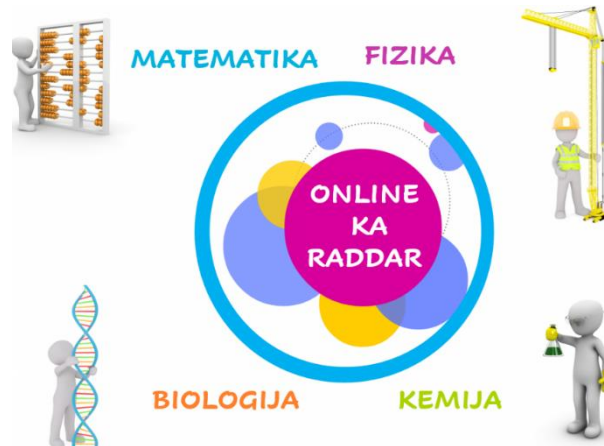 MATEMATIKA
FIZIKA
ONLINE
KA
RADDAR
BIOLOGIJA
KEMIJA